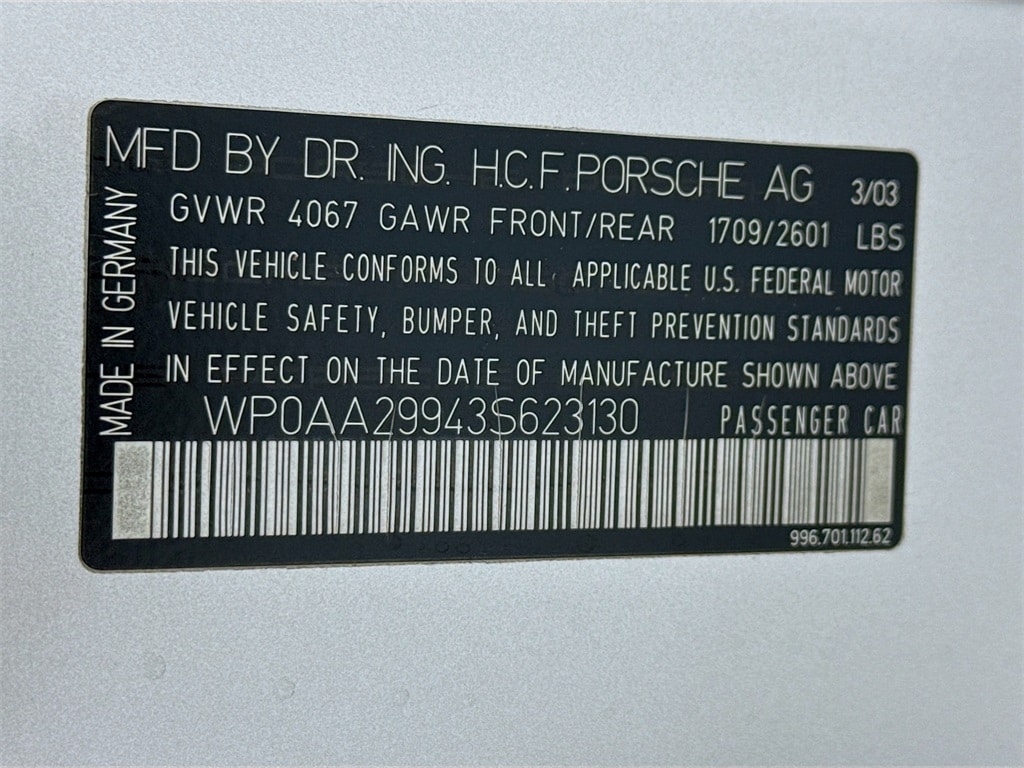 MFD BY DR. ING. H.C.F. PORSCHE AG 3/03
GVWR 4067 GAWR FRONT/REAR 1709/2601 LBS
THIS VEHICLE CONFORMS TO ALL APPLICABLE U.S. FEDERAL MOTOR
VEHICLE SAFETY, BUMPER, AND THEFT PREVENTION STANDARDS
IN EFFECT ON THE DATE OF MANUFACTURE SHOWN ABOVE
WP0AA29943S623130 PASSENGER CAR
996.701.112.62
MADE IN GERMANY